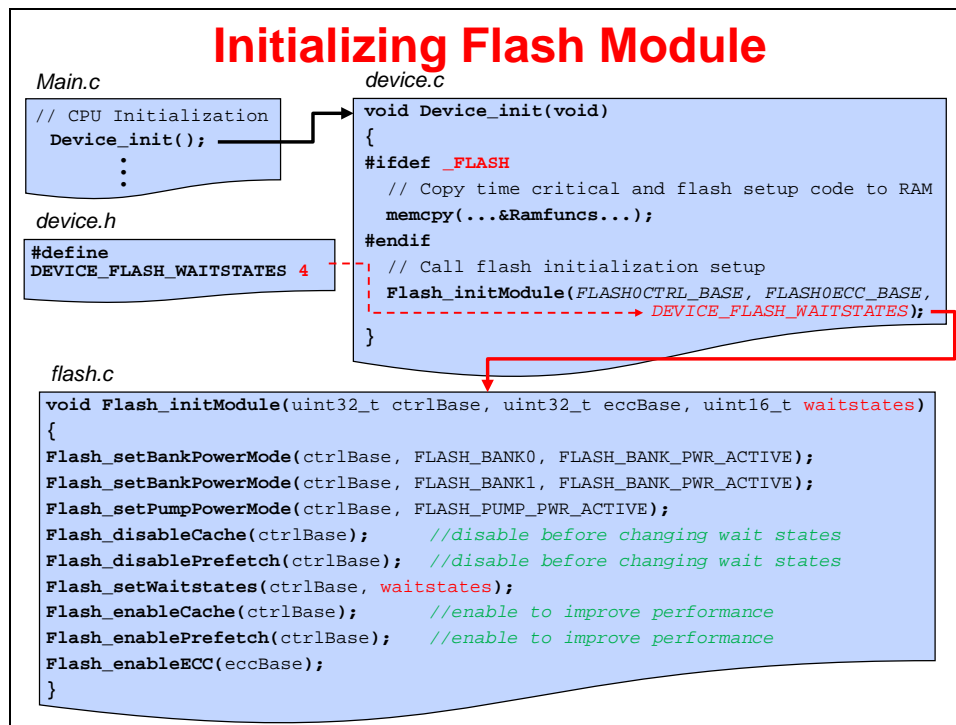 Initializing Flash Module
Main.c
// CPU Initialization
Device_init();
device.h
#define
DEVICE_FLASH_WAITSTATES 4
device.c
void Device_init(void)
{
#ifdef _FLASH
// Copy time critical and flash setup code to RAM
memcpy(...&Ramfuncs...);
#endif
// Call flash initialization setup
Flash_initModule(FLASH0CTRL_BASE, FLASH0ECC_BASE,
DEVICE_FLASH_WAITSTATES);
}
flash.c
void Flash_initModule(uint32_t ctrlBase, uint32_t eccBase, uint16_t waitstates)
{
Flash_setBankPowerMode(ctrlBase, FLASH_BANK0, FLASH_BANK_PWR_ACTIVE);
Flash_setBankPowerMode(ctrlBase, FLASH_BANK1, FLASH_BANK_PWR_ACTIVE);
Flash_setPumpPowerMode(ctrlBase, FLASH_PUMP_PWR_ACTIVE);
Flash_disableCache(ctrlBase); //disable before changing wait states
Flash_disablePrefetch(ctrlBase); //disable before changing wait states
Flash_setWaitstates(ctrlBase, waitstates);
Flash_enableCache(ctrlBase); //enable to improve performance
Flash_enablePrefetch(ctrlBase); //enable to improve performance
Flash_enableECC(eccBase);
}